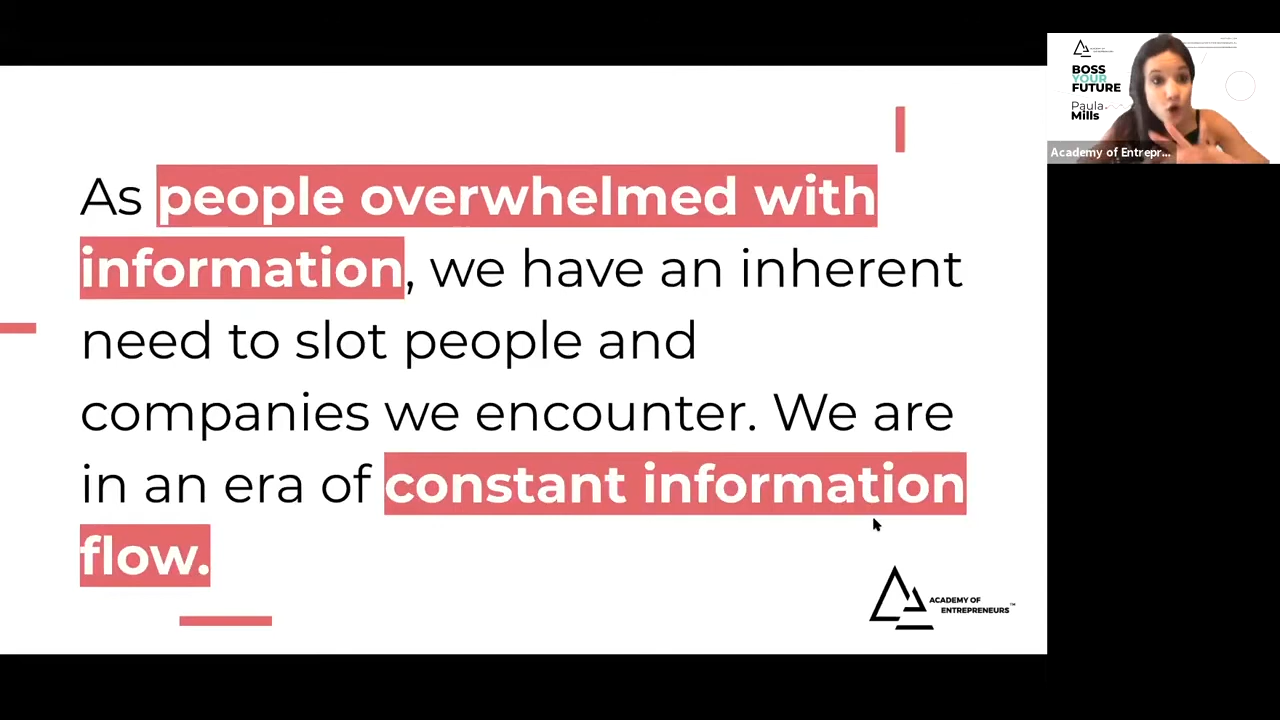 As people overwhelmed with
information, we have an inherent
need to slot people and
companies we encounter. We are
in an era of constant information
flow.
ACADEMY OF
ENTREPRENEURS™
BOSS
YOUR
FUTURE
Paula
Mills
Academy of Entrepr...